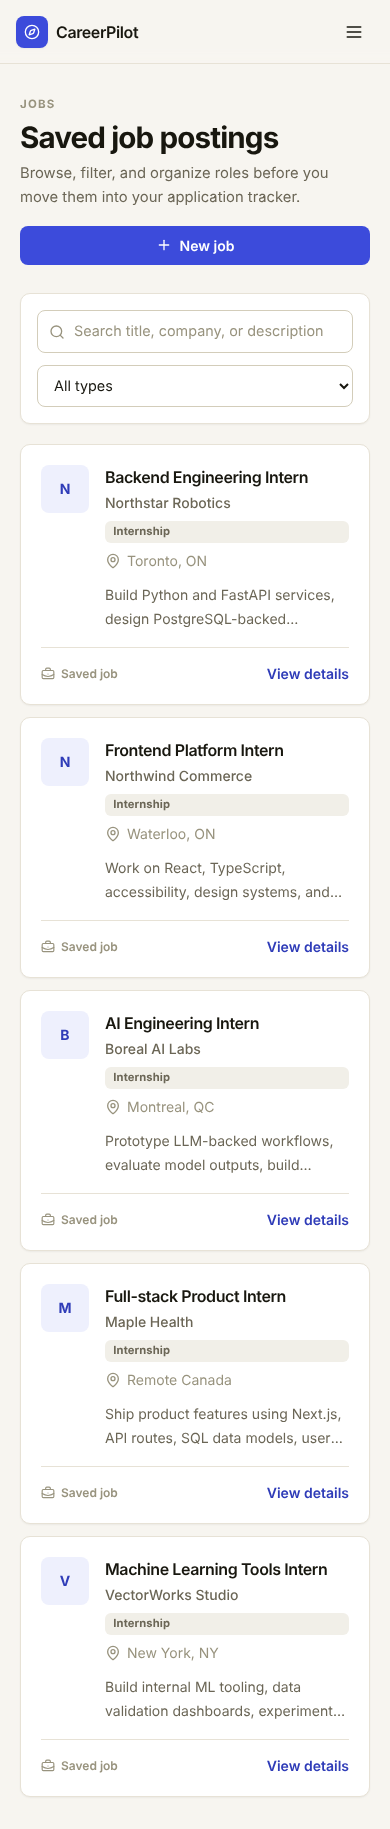 CareerPilot
JOBS
Saved job postings
Browse, filter, and organize roles before you
move them into your application tracker.
New job
Search title, company, or description
All types
N
Backend Engineering Intern
Northstar Robotics
Internship
Toronto, ON
Build Python and FastAPI services,
design PostgreSQL-backed...
Saved job
View details
N
Frontend Platform Intern
Northwind Commerce
Internship
Waterloo, ON
Work on React, TypeScript,
accessibility, design systems, and...
Saved job
View details
B
AI Engineering Intern
Boreal AI Labs
Internship
Montreal, QC
Prototype LLM-backed workflows,
evaluate model outputs, build...
Saved job
View details
M
Full-stack Product Intern
Maple Health
Internship
Remote Canada
Ship product features using Next.js,
API routes, SQL data models, user...
Saved job
View details
V
Machine Learning Tools Intern
VectorWorks Studio
Internship
New York, NY
Build internal ML tooling, data
validation dashboards, experiment...
Saved job
View details